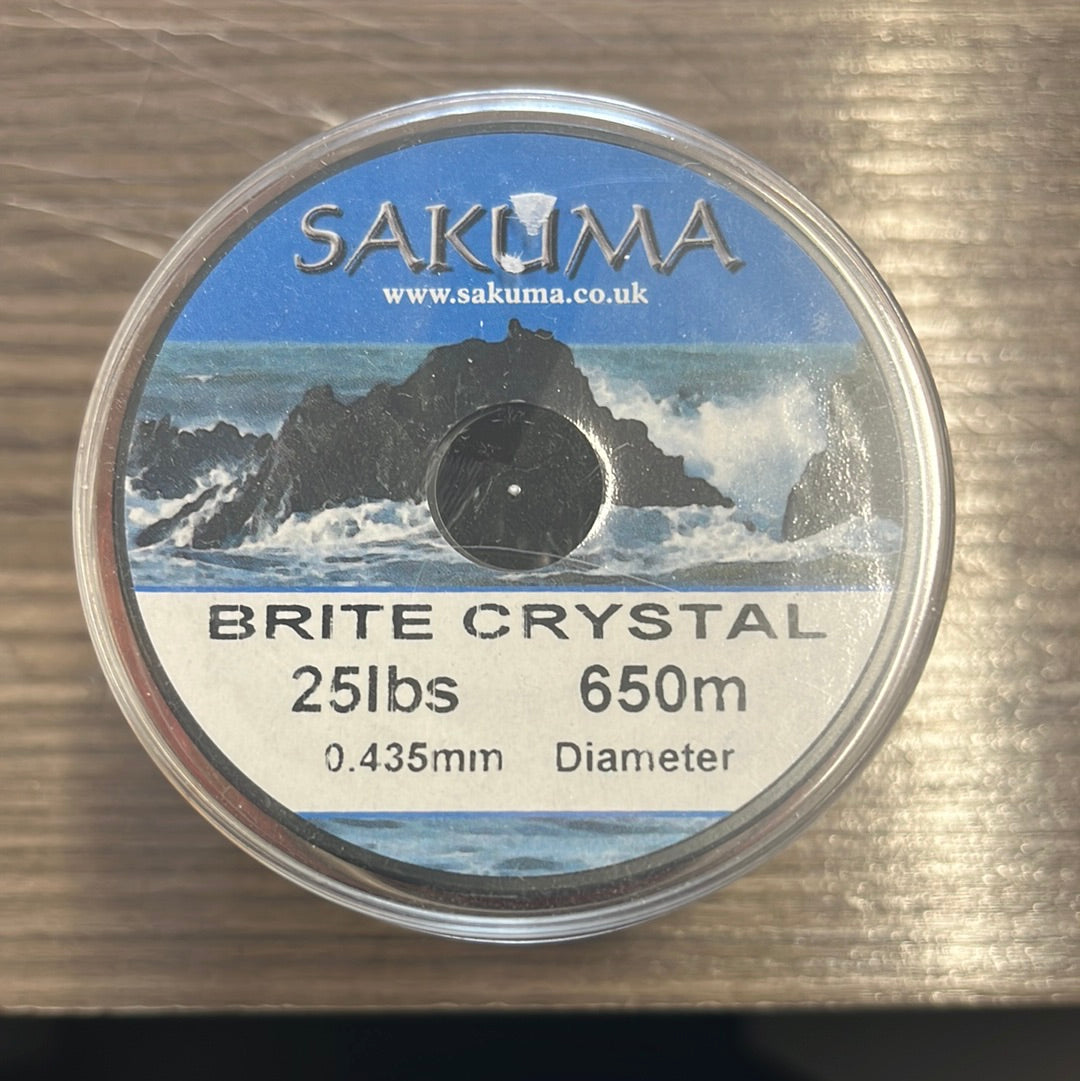 SAKUMA
www.sakuma.co.uk
BRITE CRYSTAL
25lbs 650m
0.435mm Diameter